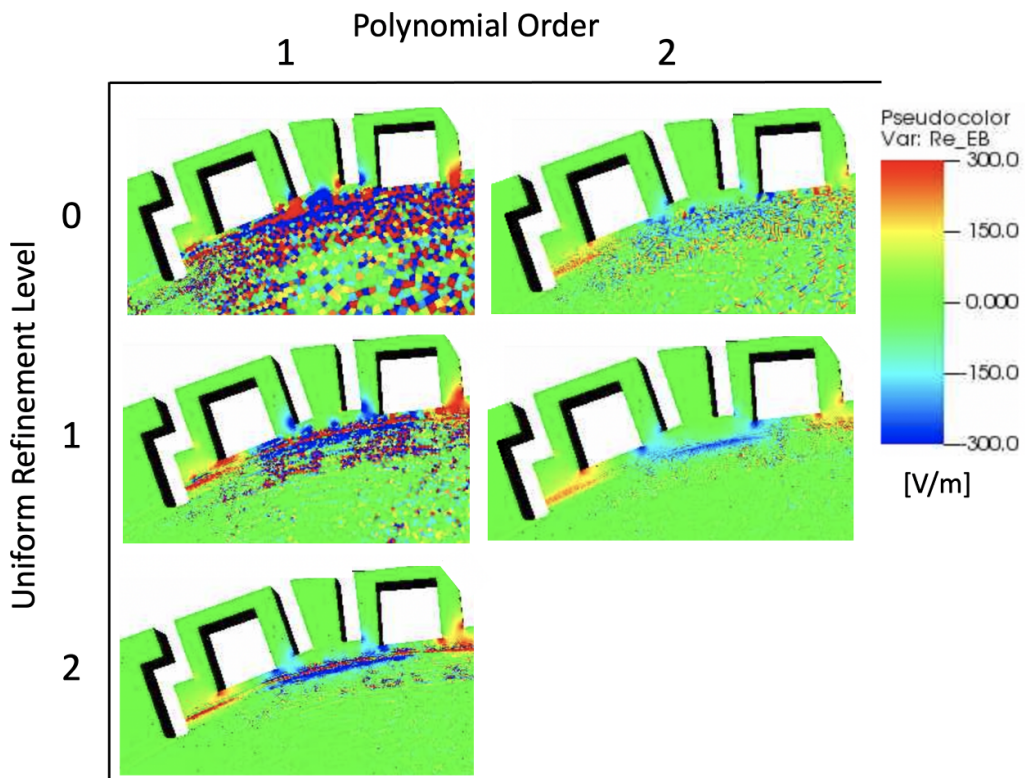 Polynomial Order
1
2
Uniform Refinement Level
0
1
2
Pseudocolor
Var: Re_EB
300.0
150.0
0.000
-150.0
-300.0
[V/m]